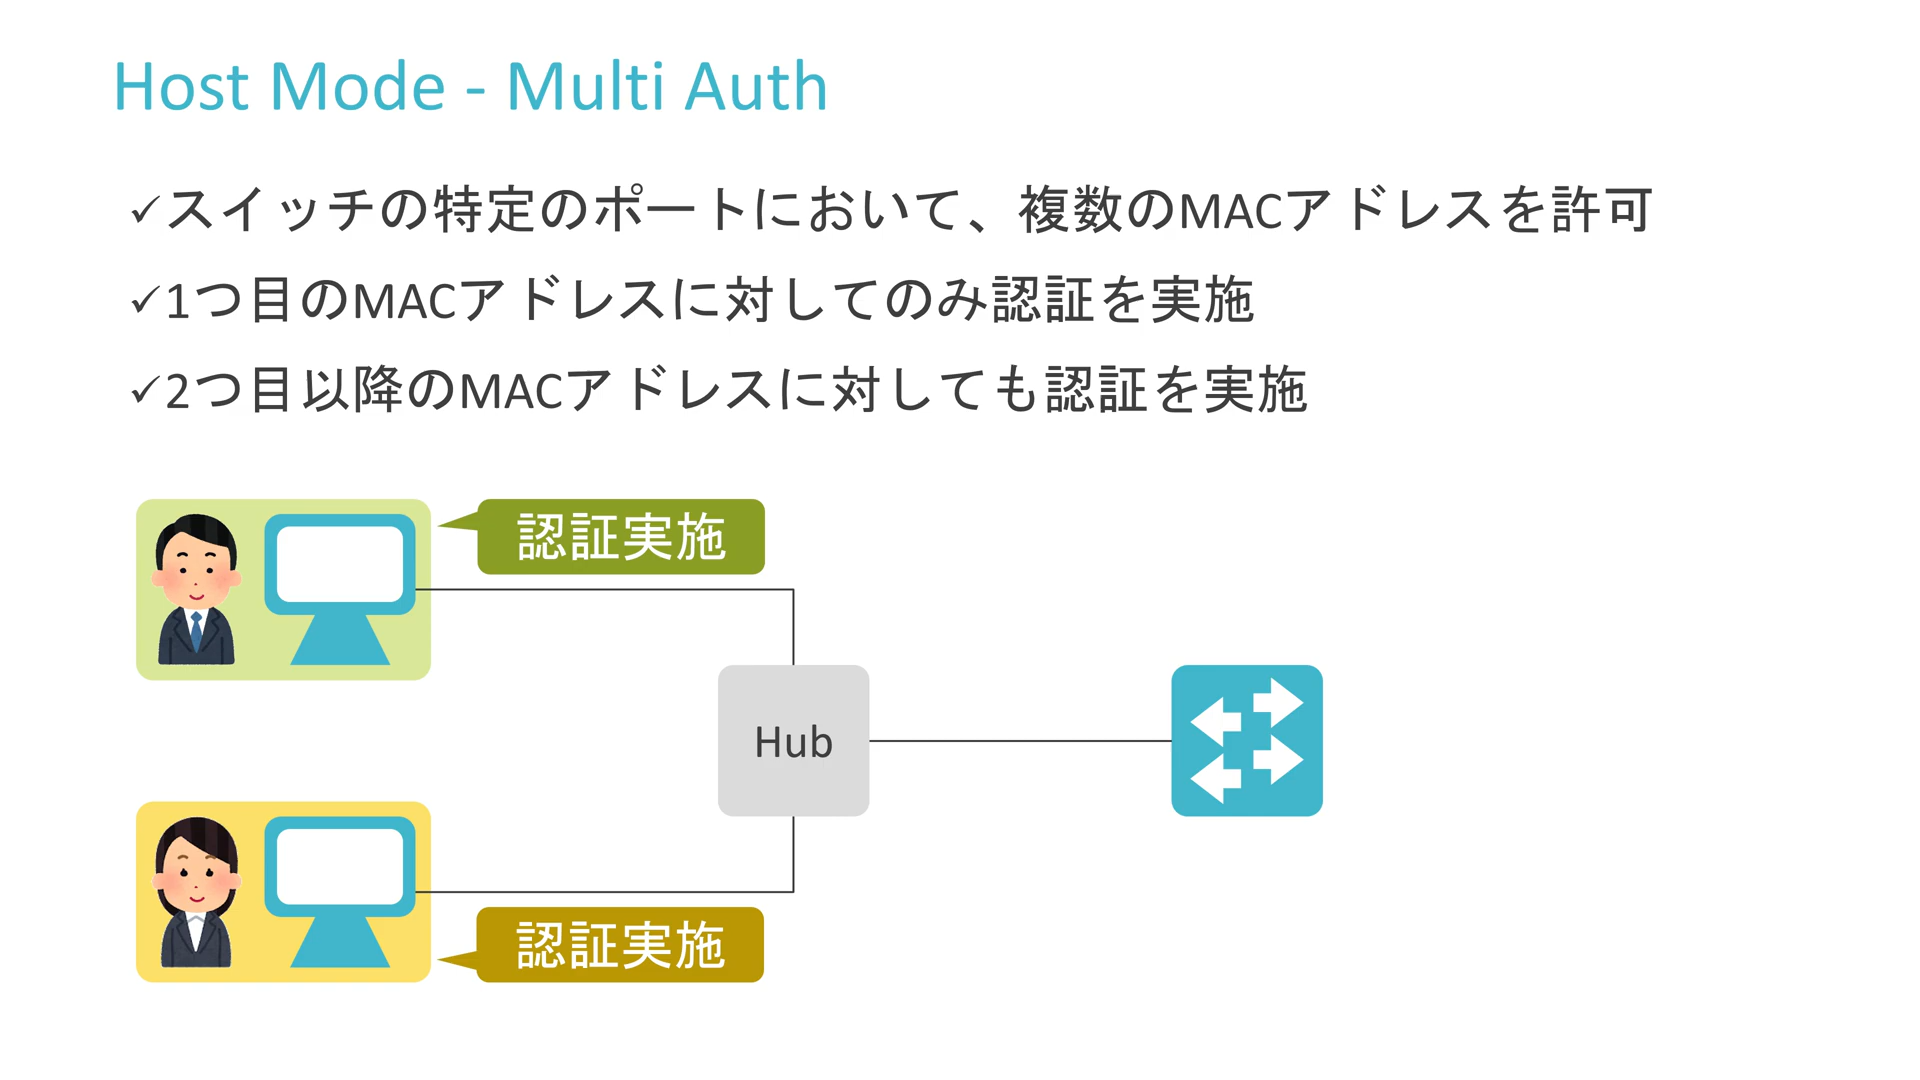 Host Mode - Multi Auth
✓スイッチの特定のポートにおいて、複数のMACアドレスを許可
✓1つ目のMACアドレスに対してのみ認証を実施
✓2つ目以降のMACアドレスに対しても認証を実施
認証実施
Hub
認証実施